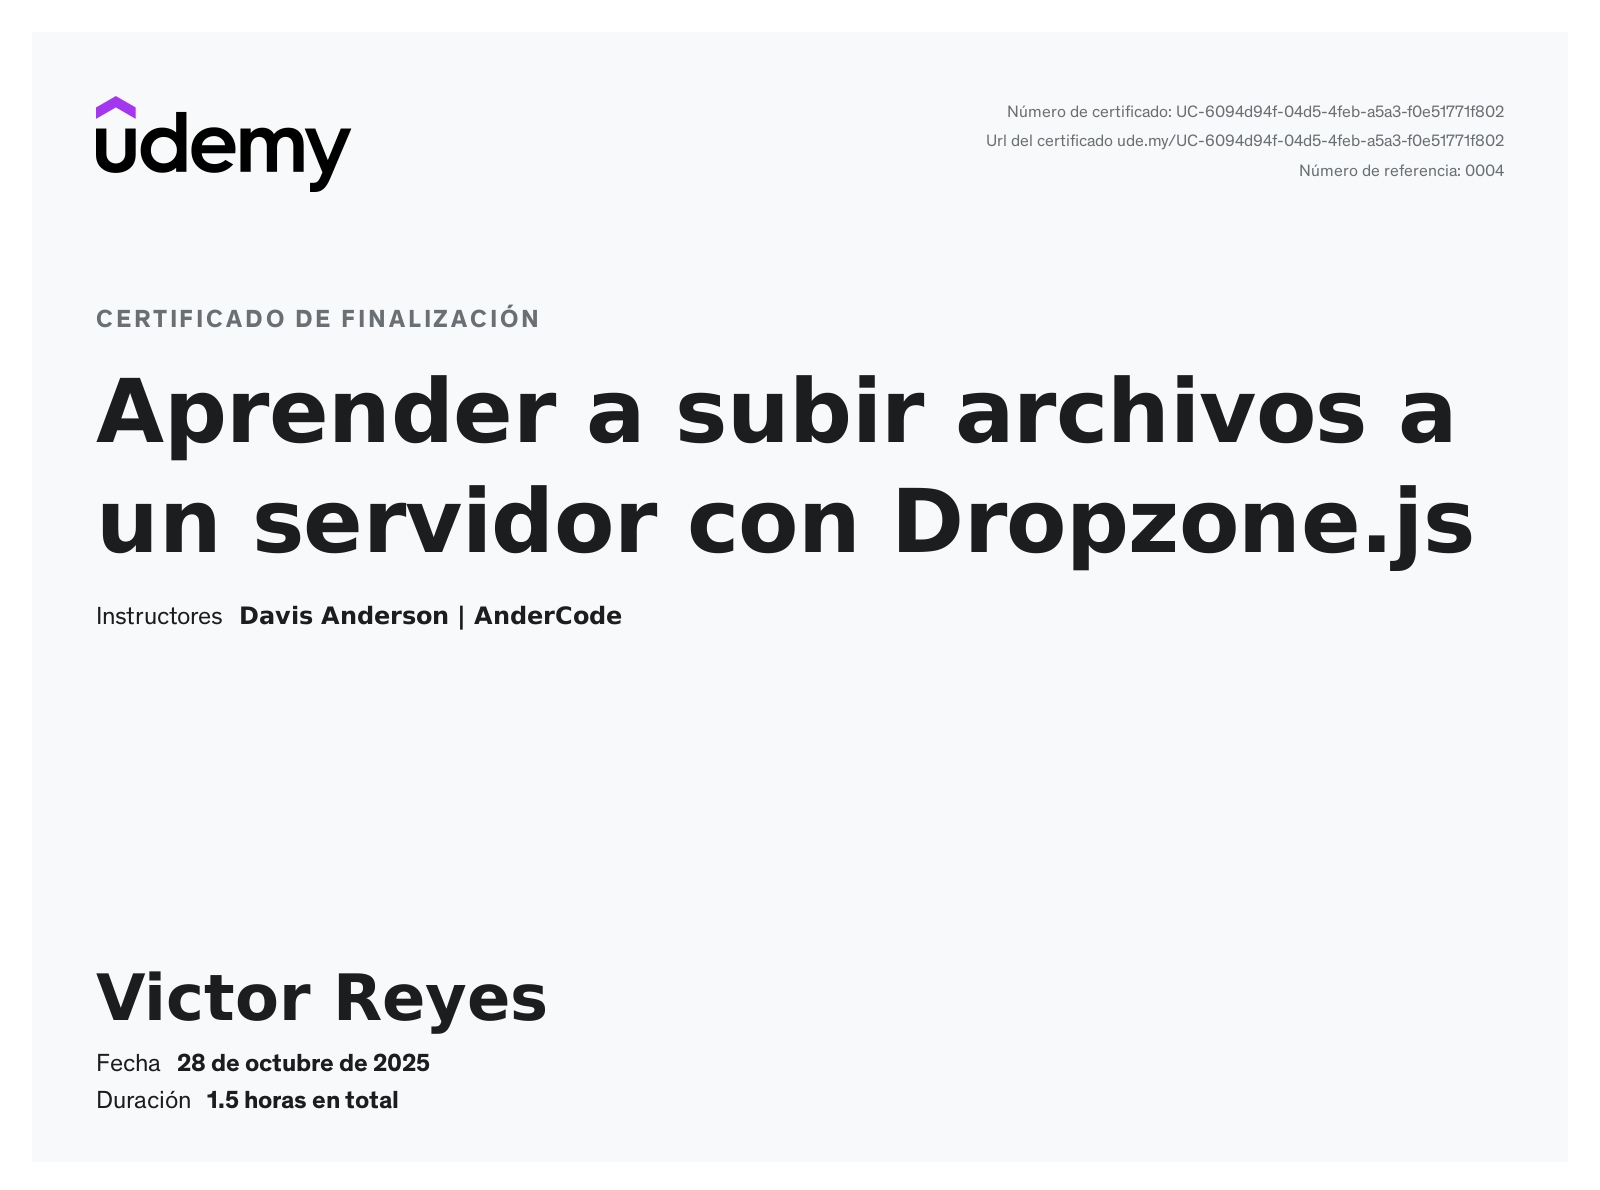 udemy
Número de certificado: UC-6094d94f-04d5-4feb-a5a3-f0e51771f802
Url del certificado ude.my/UC-6094d94f-04d5-4feb-a5a3-f0e51771f802
Número de referencia: 0004
CERTIFICADO DE FINALIZACIÓN
Aprender a subir archivos a
un servidor con Dropzone.js
Instructores Davis Anderson | AnderCode
Victor Reyes
Fecha 28 de octubre de 2025
Duración 1.5 horas en total